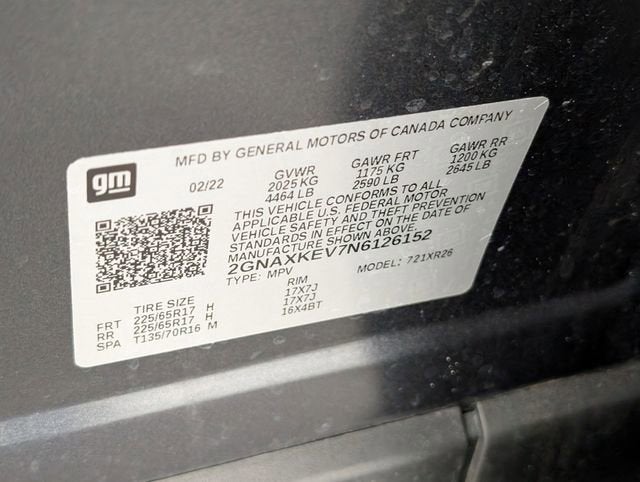 gm
MFD BY GENERAL MOTORS OF CANADA COMPANY
02/22 GVWR GAWR FRT GAWR RR
2025 KG 1175 KG 1200 KG
4464 LB 2590 LB 2645 LB
THIS VEHICLE CONFORMS TO ALL
APPLICABLE U.S. FEDERAL MOTOR
VEHICLE SAFETY AND THEFT PREVENTION
STANDARDS IN EFFECT ON THE DATE OF
MANUFACTURE SHOWN ABOVE.
2GNAXKEV7N6126152
TYPE: MPV MODEL: 721XR26
TIRE SIZE RIM
FRT 225/65R17 H 17X7J
RR 225/65R17 H 17X7J
SPA T135/70R16 M 16X4BT